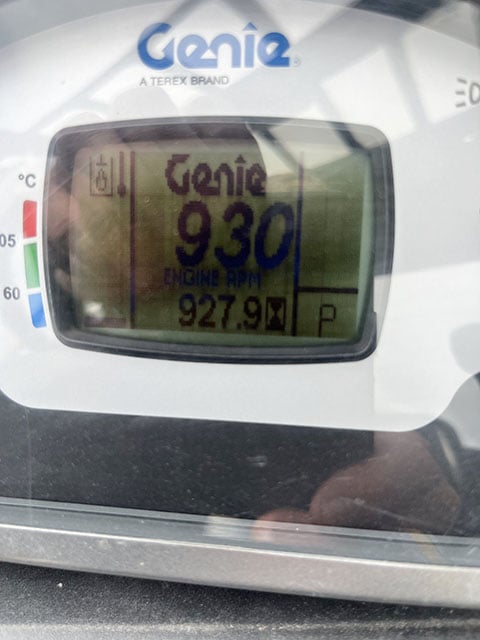 Genie
A TEREX BRAND
°C
05
60
Genie
930
ENGINE RPM
927.9
P